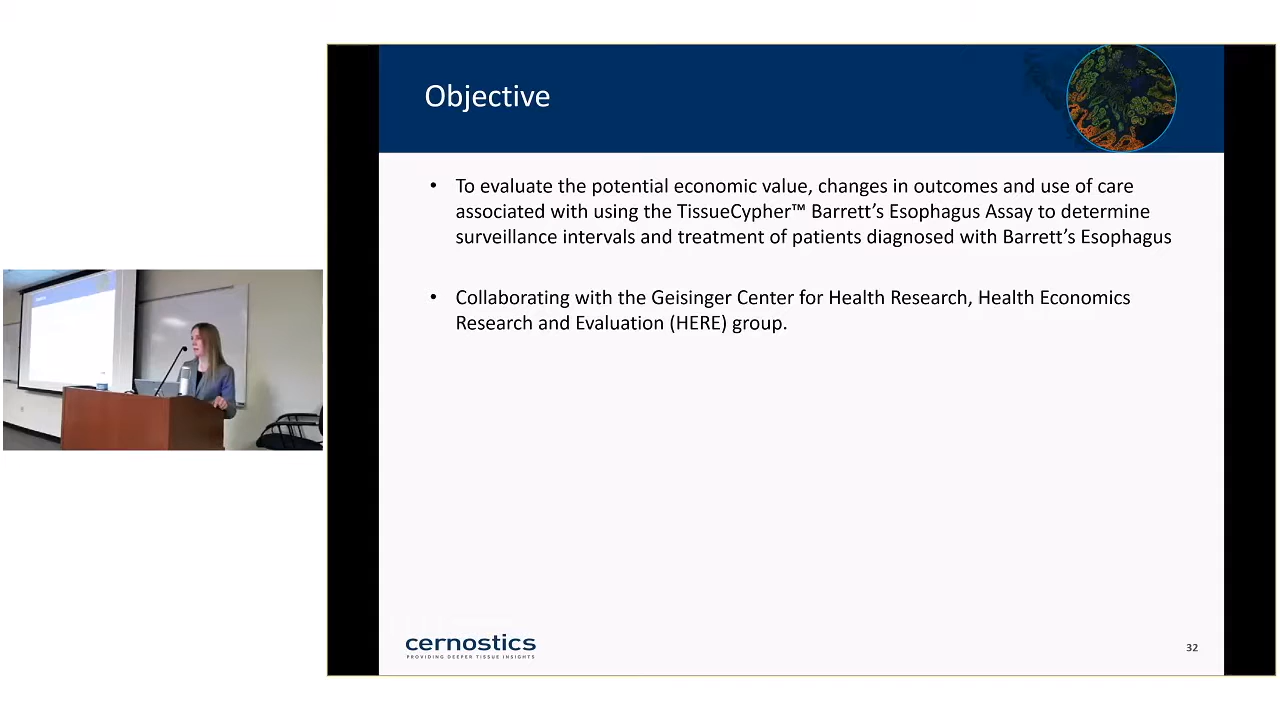 Objective
• To evaluate the potential economic value, changes in outcomes and use of care
associated with using the TissueCypher™ Barrett’s Esophagus Assay to determine
surveillance intervals and treatment of patients diagnosed with Barrett’s Esophagus
• Collaborating with the Geisinger Center for Health Research, Health Economics
Research and Evaluation (HERE) group.
cernostics
PROVIDING DEEPER TISSUE INSIGHTS
32